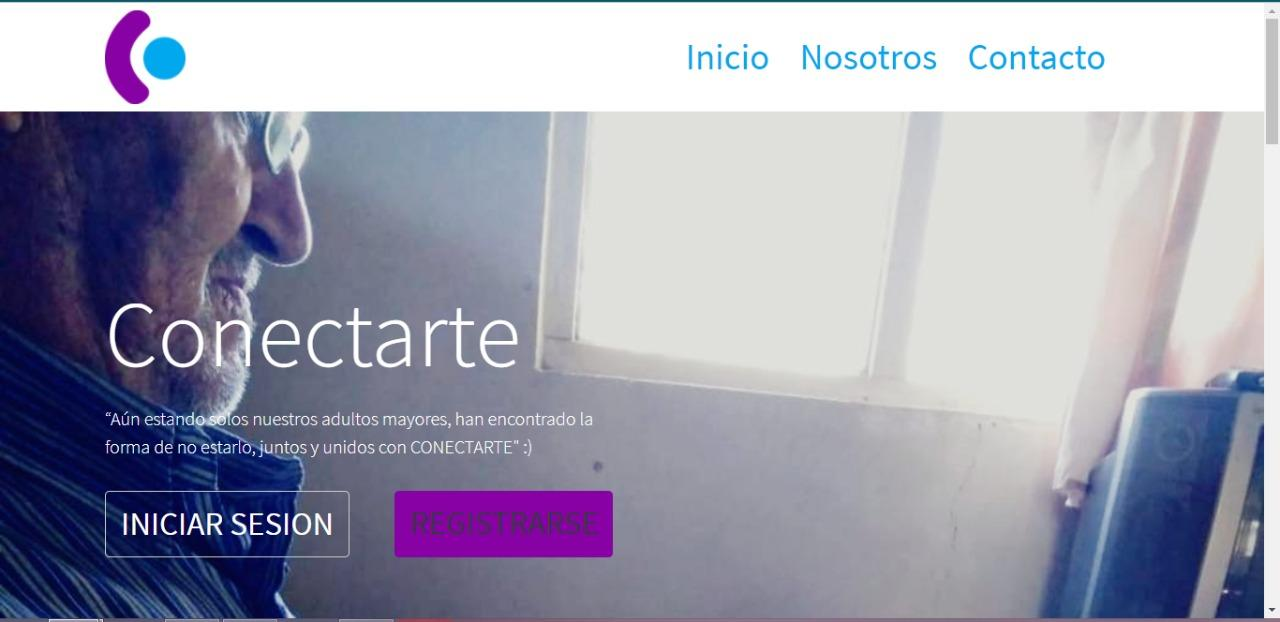 Inicio Nosotros Contacto
Conectarte
“Aún estando solos nuestros adultos mayores, han encontrado la
forma de no estarlo, juntos y unidos con CONECTARTE" :)
INICIAR SESION REGISTRARSE